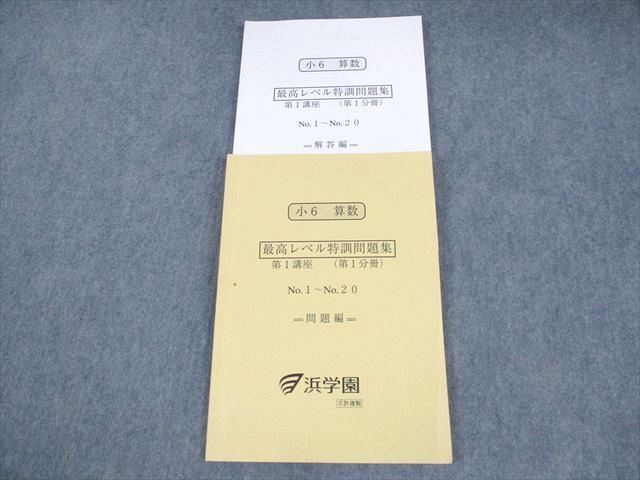 小6 算数
最高レベル特訓問題集
第1講座 (第1分冊)
No.1～No.20
＝解答編＝
小6 算数
最高レベル特訓問題集
第1講座 (第1分冊)
No.1～No.20
＝問題編＝
浜学園
不許複製